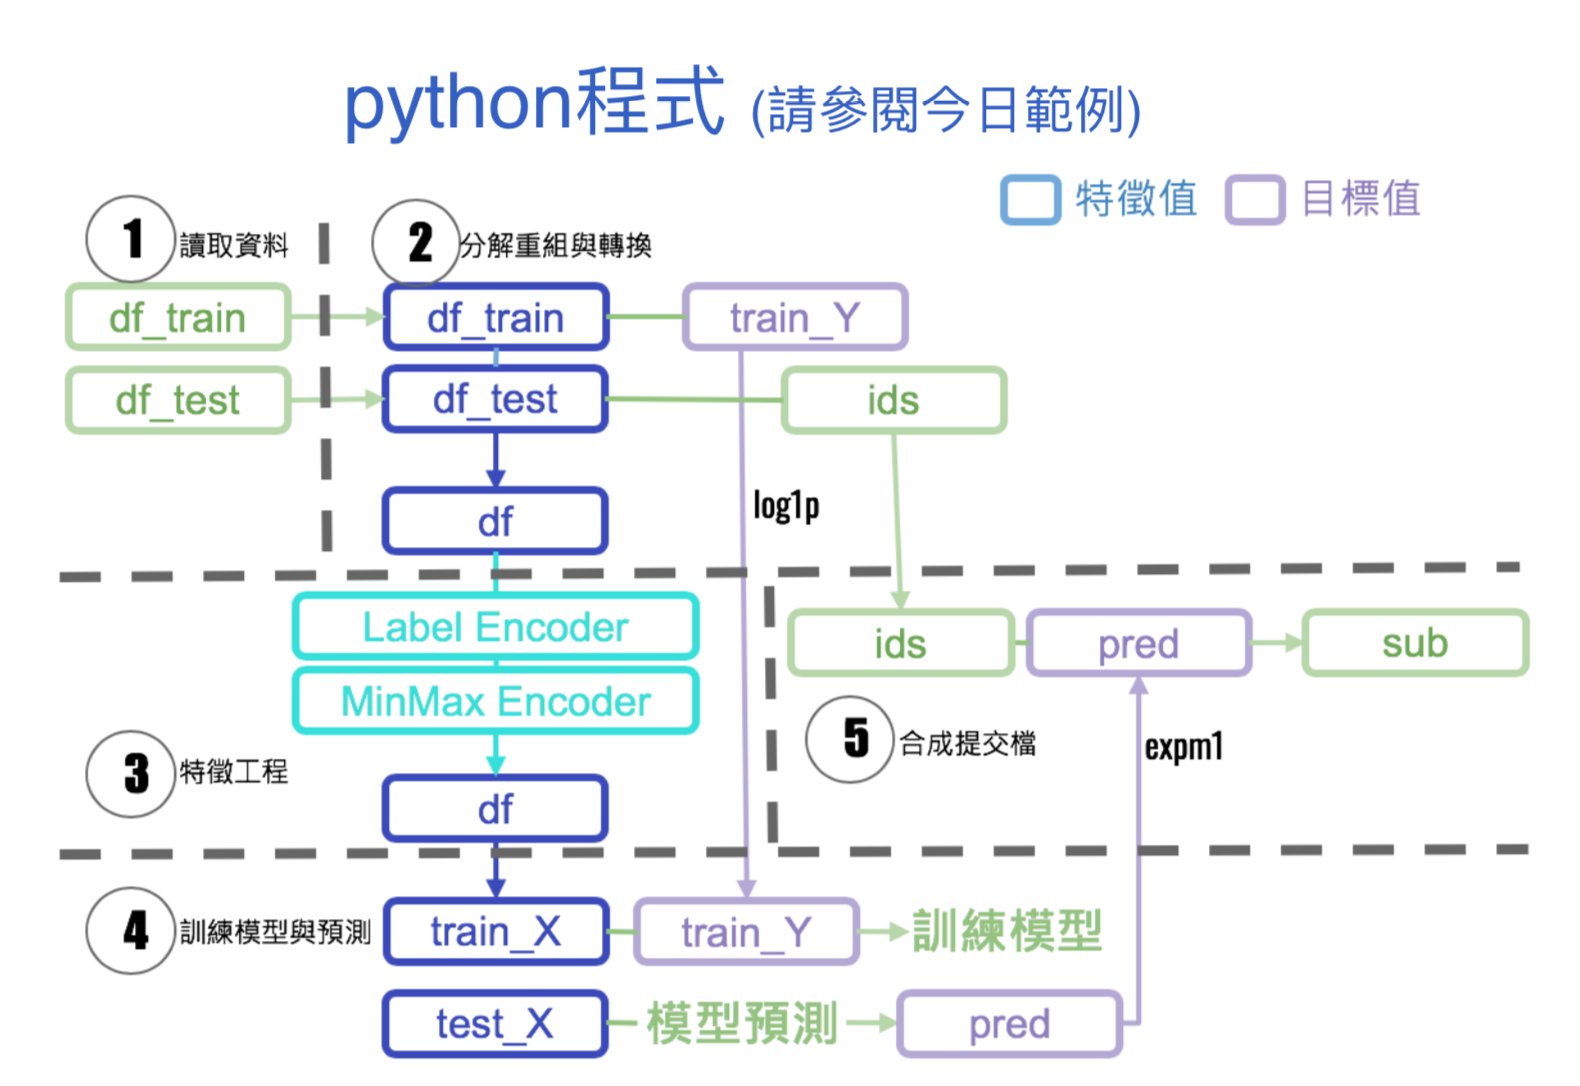 python程式 (請參閱今日範例)
特徵值 目標值
1 讀取資料
2 分解重組與轉換
df_train df_train train_Y
df_test df_test ids
df
log1p
Label Encoder
MinMax Encoder
3 特徵工程
df
ids pred sub
5 合成提交檔
expm1
4 訓練模型與預測
train_X train_Y 訓練模型
test_X 模型預測 pred